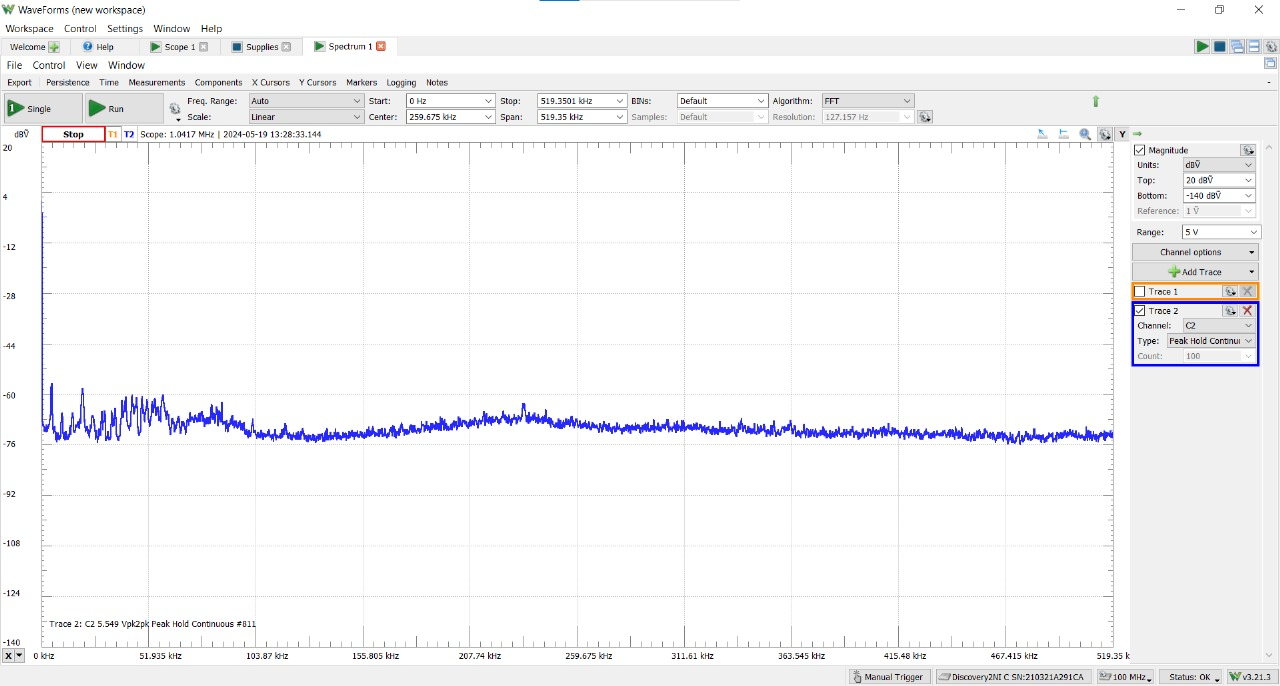 WaveForms (new workspace)
Workspace Control Settings Window Help
Welcome Help Scope 1 Supplies Spectrum 1
File Control View Window
Export Persistence Time Measurements Components X Cursors Y Cursors Markers Logging Notes
Single Run Freq. Range: Auto Start: 0 Hz Stop: 519.3501 kHz BINs: Default Algorithm: FFT
Scale: Linear Center: 259.675 kHz Span: 519.35 kHz Samples: Default Resolution: 127.157 Hz
dBṼ Stop T1 T2 Scope: 1.0417 MHz | 2024-05-19 13:28:33.144 Y
20
4
-12
-28
-44
-60
-76
-92
-108
-124
-140
Trace 2: C2 5.549 Vpk2pk Peak Hold Continuous #811
X 0 kHz 51.935 kHz 103.87 kHz 155.805 kHz 207.74 kHz 259.675 kHz 311.61 kHz 363.545 kHz 415.48 kHz 467.415 kHz 519.35 k
Magnitude
Units: dBṼ
Top: 20 dBṼ
Bottom: -140 dBṼ
Reference: 1 Ṽ
Range: 5 V
Channel options
Add Trace
Trace 1
Trace 2
Channel: C2
Type: Peak Hold Continu
Count: 100
Manual Trigger Discovery2NI C SN:210321A291CA 100 MHz Status: OK v3.21.3